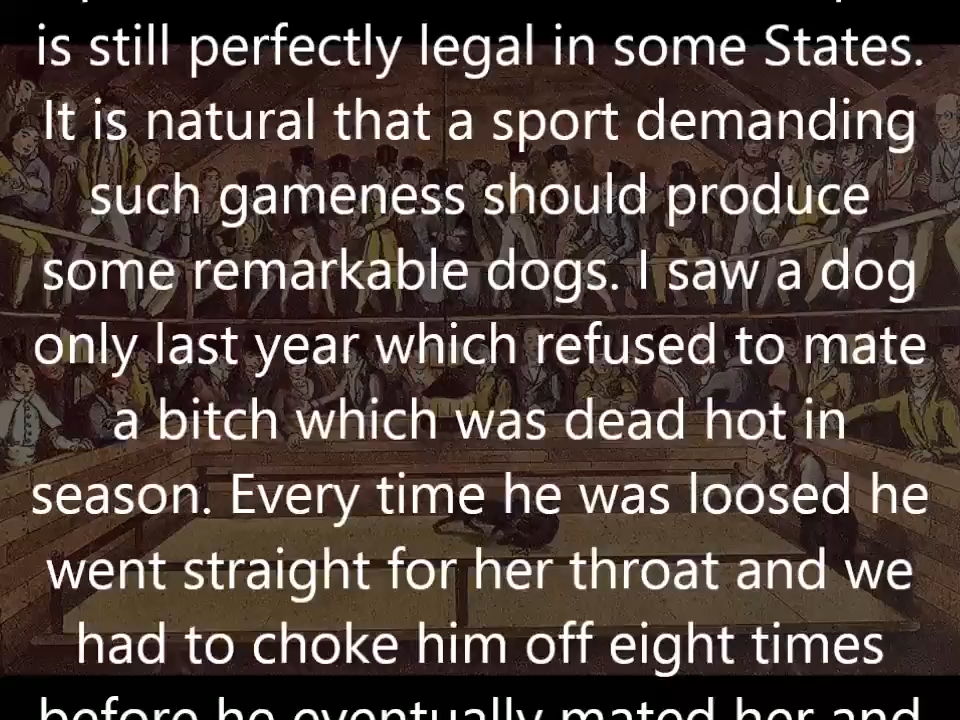 is still perfectly legal in some States.
It is natural that a sport demanding
such gameness should produce
some remarkable dogs. I saw a dog
only last year which refused to mate
a bitch which was dead hot in
season. Every time he was loosed he
went straight for her throat and we
had to choke him off eight times
before he eventually mated her and